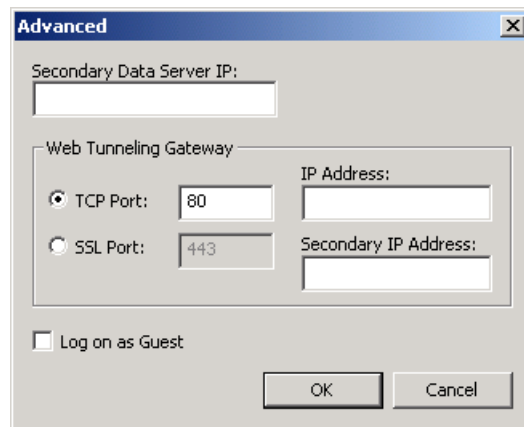 Advanced
Secondary Data Server IP:
Web Tunneling Gateway
IP Address:
TCP Port: 80
SSL Port: 443
Secondary IP Address:
Log on as Guest
OK Cancel